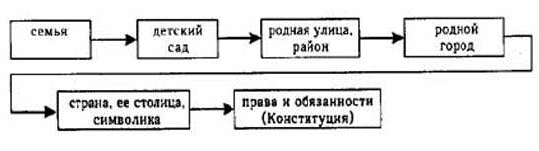 семья
детский
сад
родная улица,
район
родной
город
страна, ее столица,
символика
права и обязанности
(Конституция)